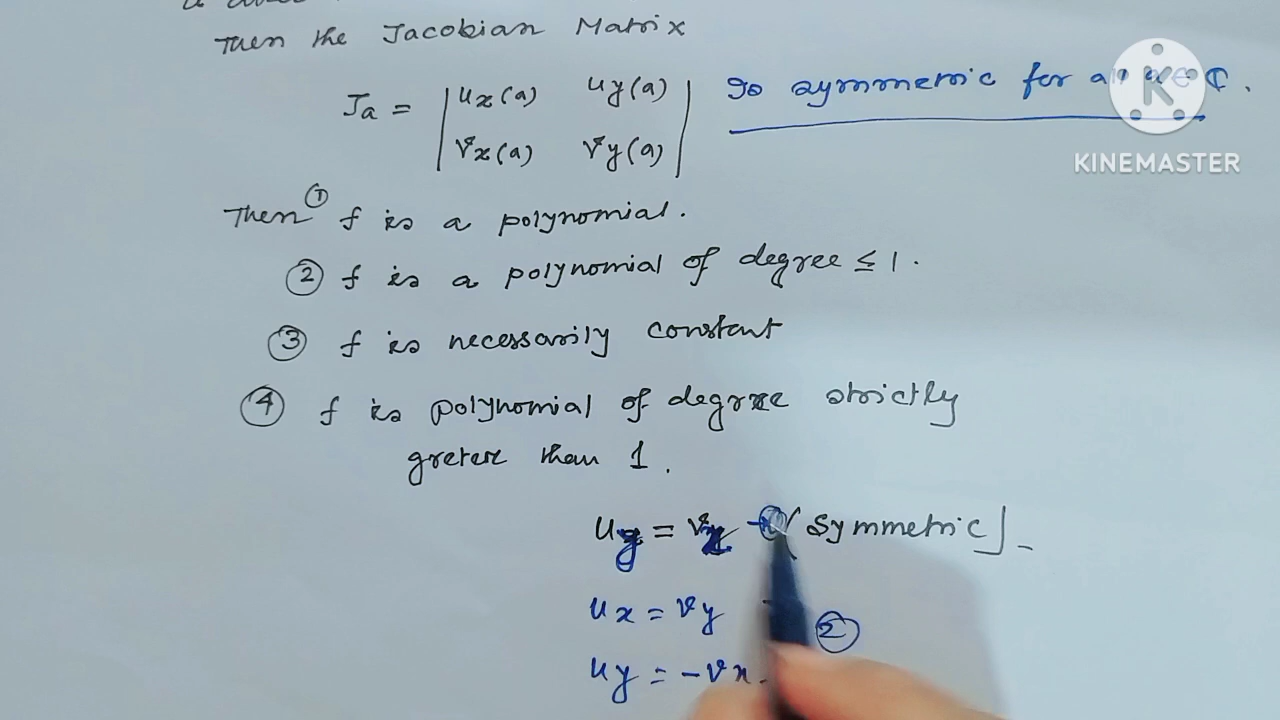 Then the Jacobian Matrix
Ja = | ux(a) uy(a) | Is symmetric for all a ∈ ℂ.
| vx(a) vy(a) |
KINEMASTER
Then ① f is a polynomial.
② f is a polynomial of degree ≤ 1.
③ f is necessarily constant
④ f is polynomial of degree strictly
greter than 1.
uy = vx (Symmetric)
ux = vy
②
uy = -vx